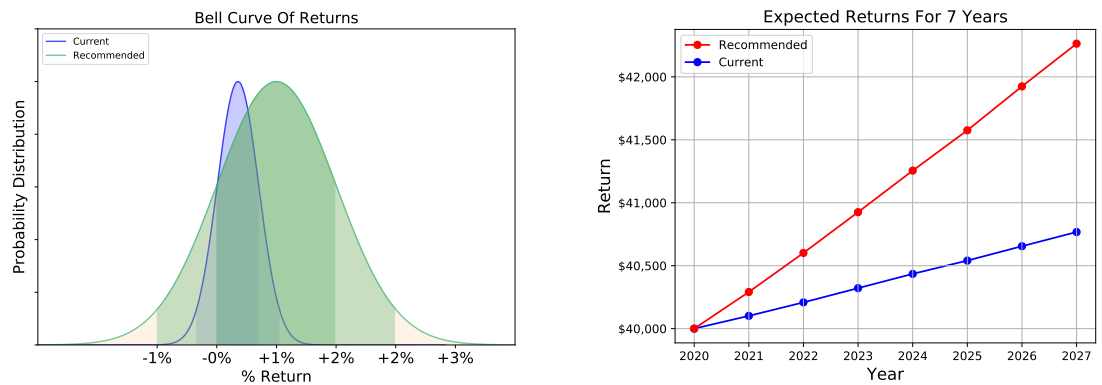 Bell Curve Of Returns
Current
Recommended
Probability Distribution
-1%
-0%
+1%
+2%
+2%
+3%
% Return
Expected Returns For 7 Years
Recommended
Current
Return
$42,000
$41,500
$41,000
$40,500
$40,000
2020
2021
2022
2023
2024
2025
2026
2027
Year